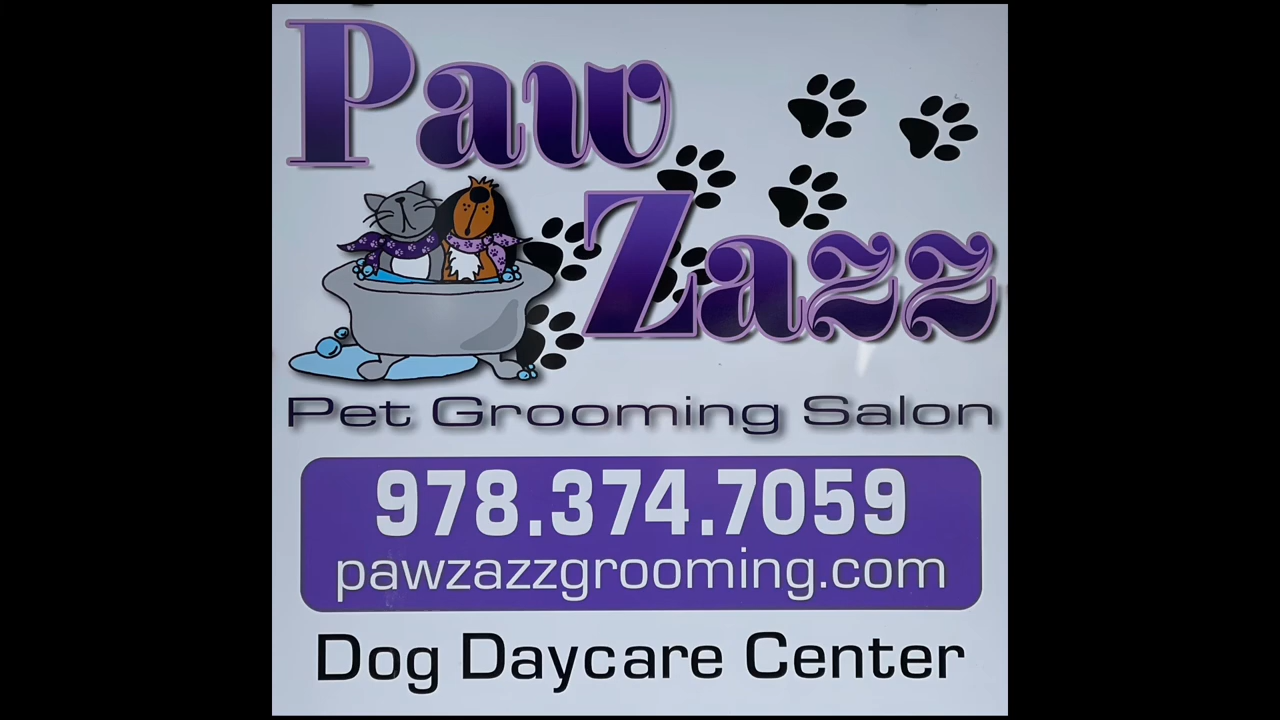 Paw
Zazz
Pet Grooming Salon
978.374.7059
pawzazzgrooming.com
Dog Daycare Center